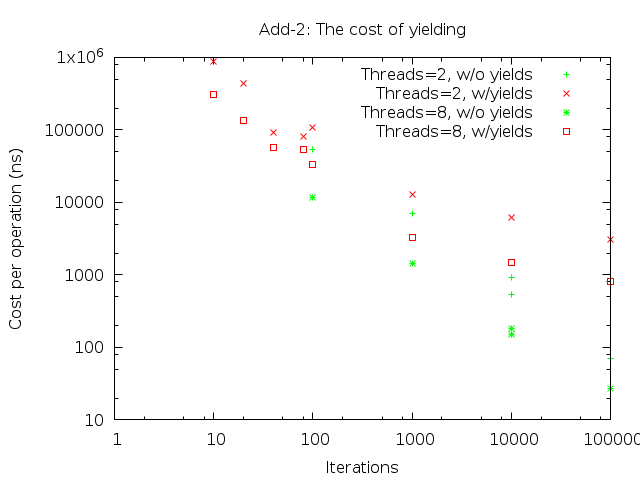 Add-2: The cost of yielding
1x10^6
100000
10000
1000
100
10
Cost per operation (ns)
Threads=2, w/o yields
Threads=2, w/yields
Threads=8, w/o yields
Threads=8, w/yields
1 10 100 1000 10000 100000
Iterations